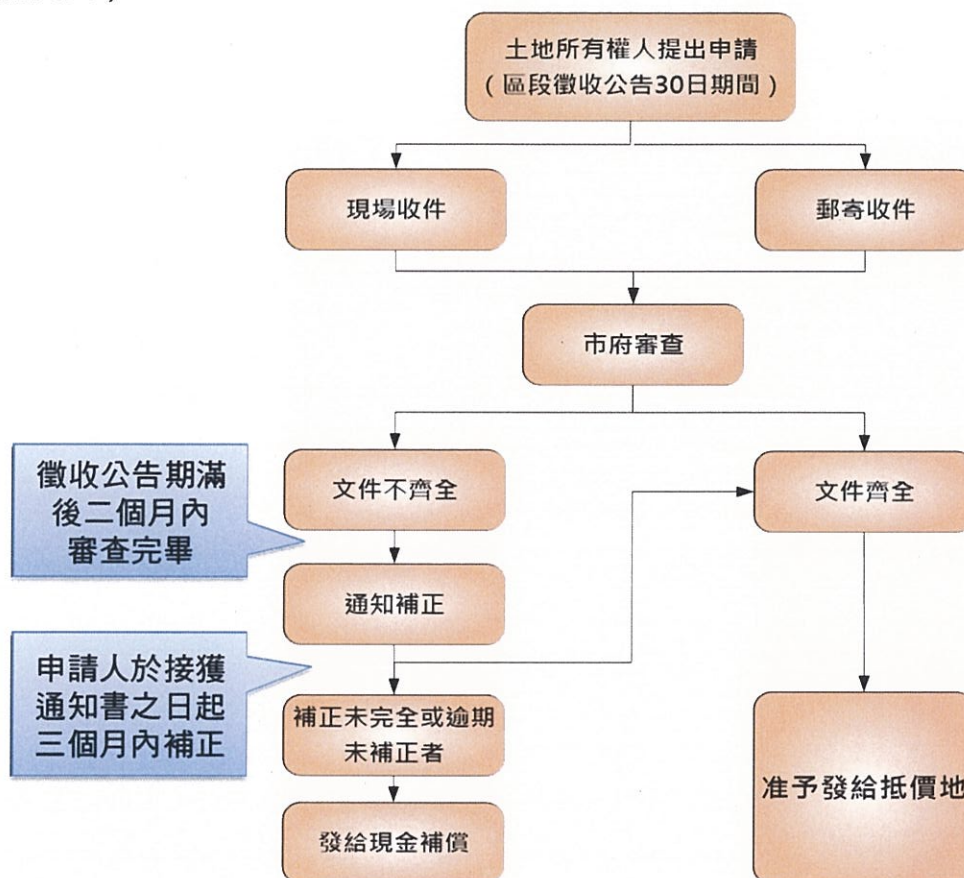 土地所有權人提出申請
（區段徵收公告30日期間）
現場收件
郵寄收件
市府審查
徵收公告期滿
後二個月內
審查完畢
文件不齊全
文件齊全
通知補正
申請人於接獲
通知書之日起
三個月內補正
補正未完全或逾期
未補正者
准予發給抵價地
發給現金補償